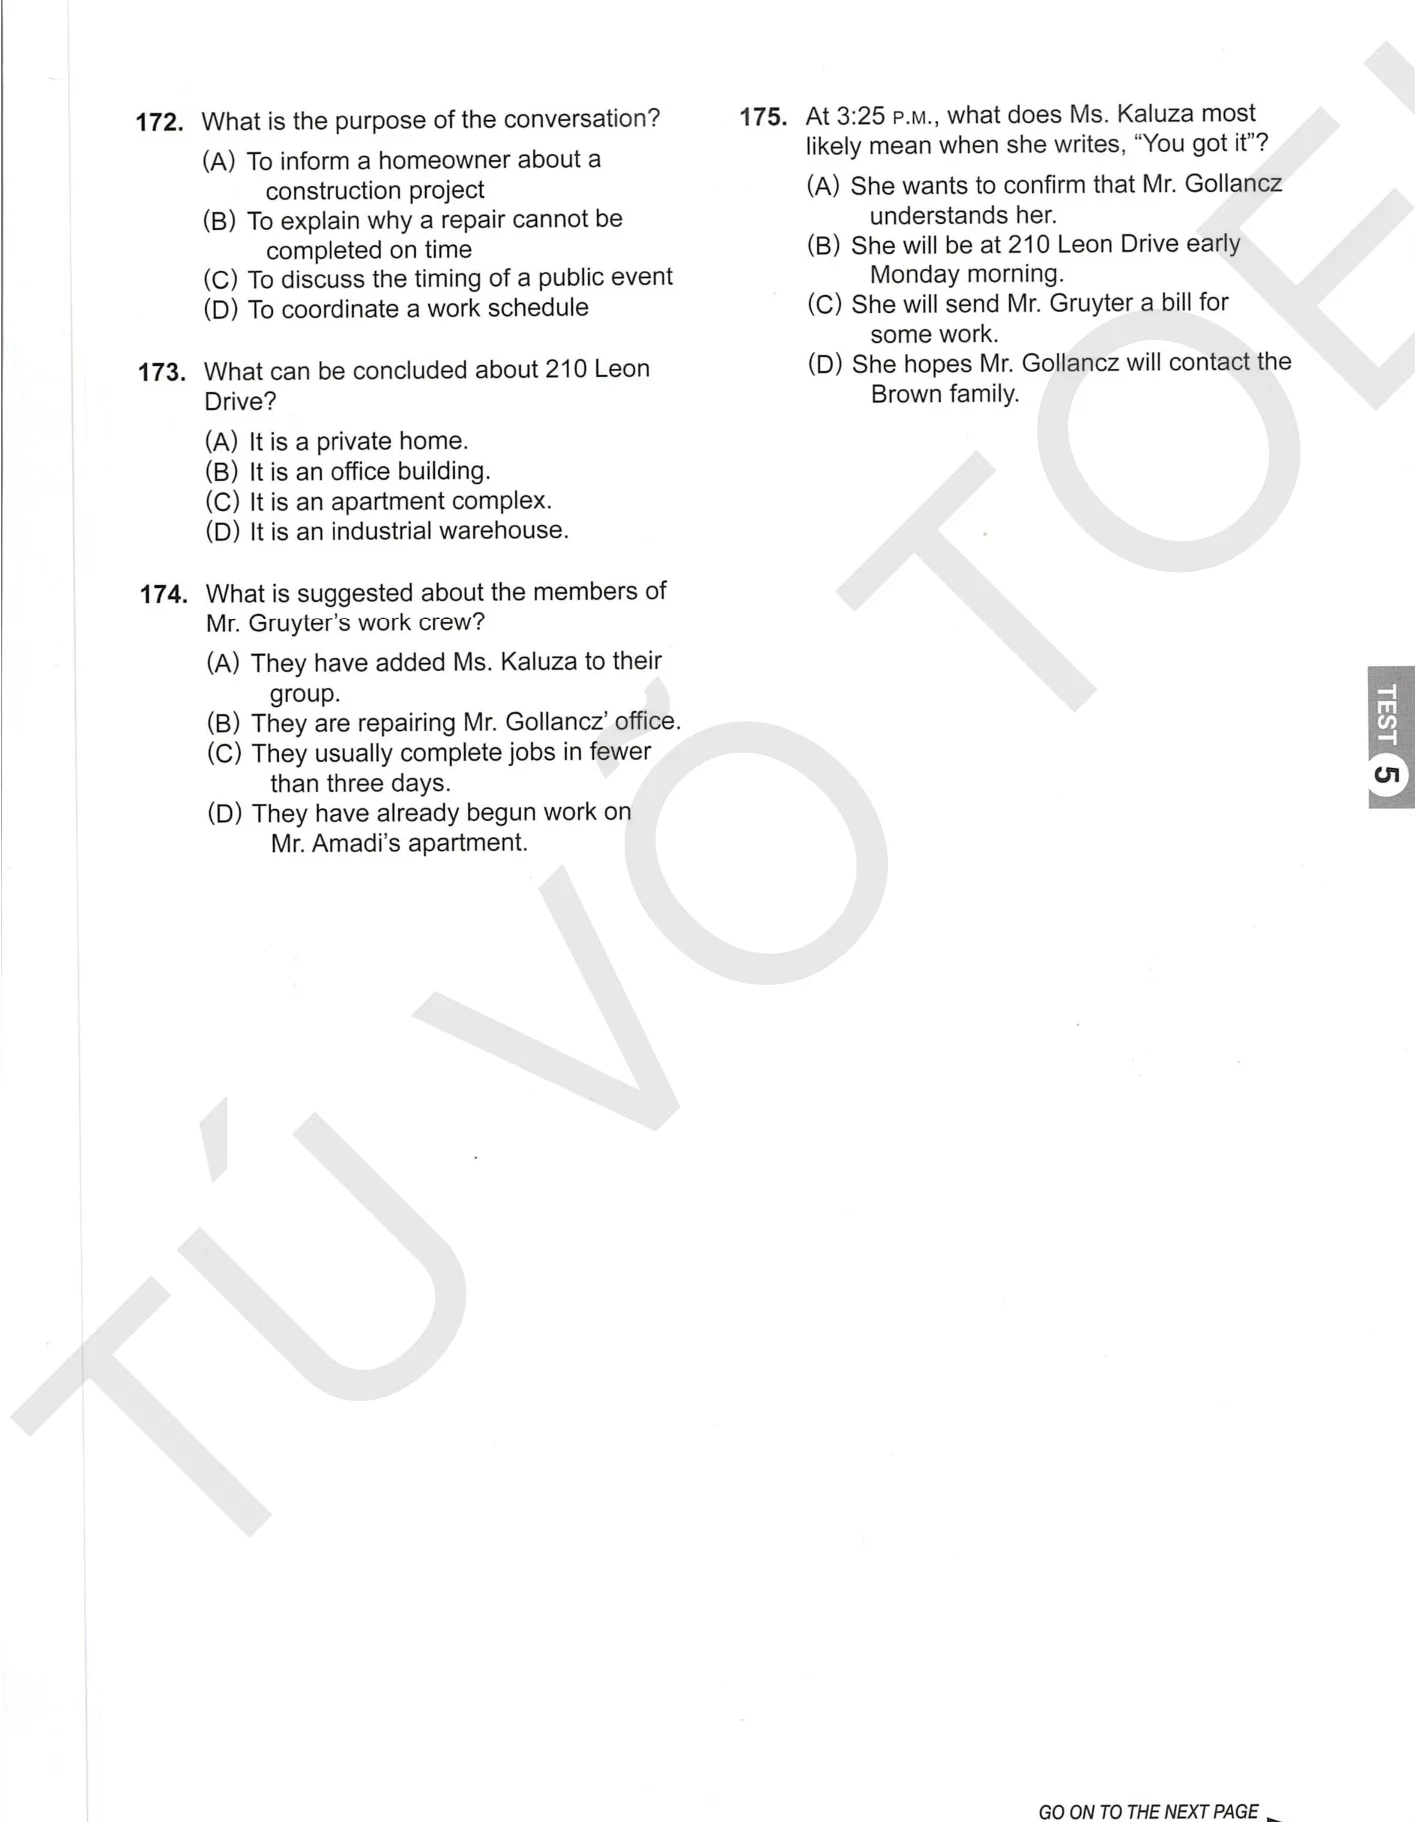 172. What is the purpose of the conversation?
(A) To inform a homeowner about a
construction project
(B) To explain why a repair cannot be
completed on time
(C) To discuss the timing of a public event
(D) To coordinate a work schedule
173. What can be concluded about 210 Leon
Drive?
(A) It is a private home.
(B) It is an office building.
(C) It is an apartment complex.
(D) It is an industrial warehouse.
174. What is suggested about the members of
Mr. Gruyter's work crew?
(A) They have added Ms. Kaluza to their
group.
(B) They are repairing Mr. Gollancz' office.
(C) They usually complete jobs in fewer
than three days.
(D) They have already begun work on
Mr. Amadi's apartment.
175. At 3:25 P.M., what does Ms. Kaluza most
likely mean when she writes, "You got it"?
(A) She wants to confirm that Mr. Gollancz
understands her.
(B) She will be at 210 Leon Drive early
Monday morning.
(C) She will send Mr. Gruyter a bill for
some work.
(D) She hopes Mr. Gollancz will contact the
Brown family.
TEST 5
TÚ VÕ TOE
GO ON TO THE NEXT PAGE